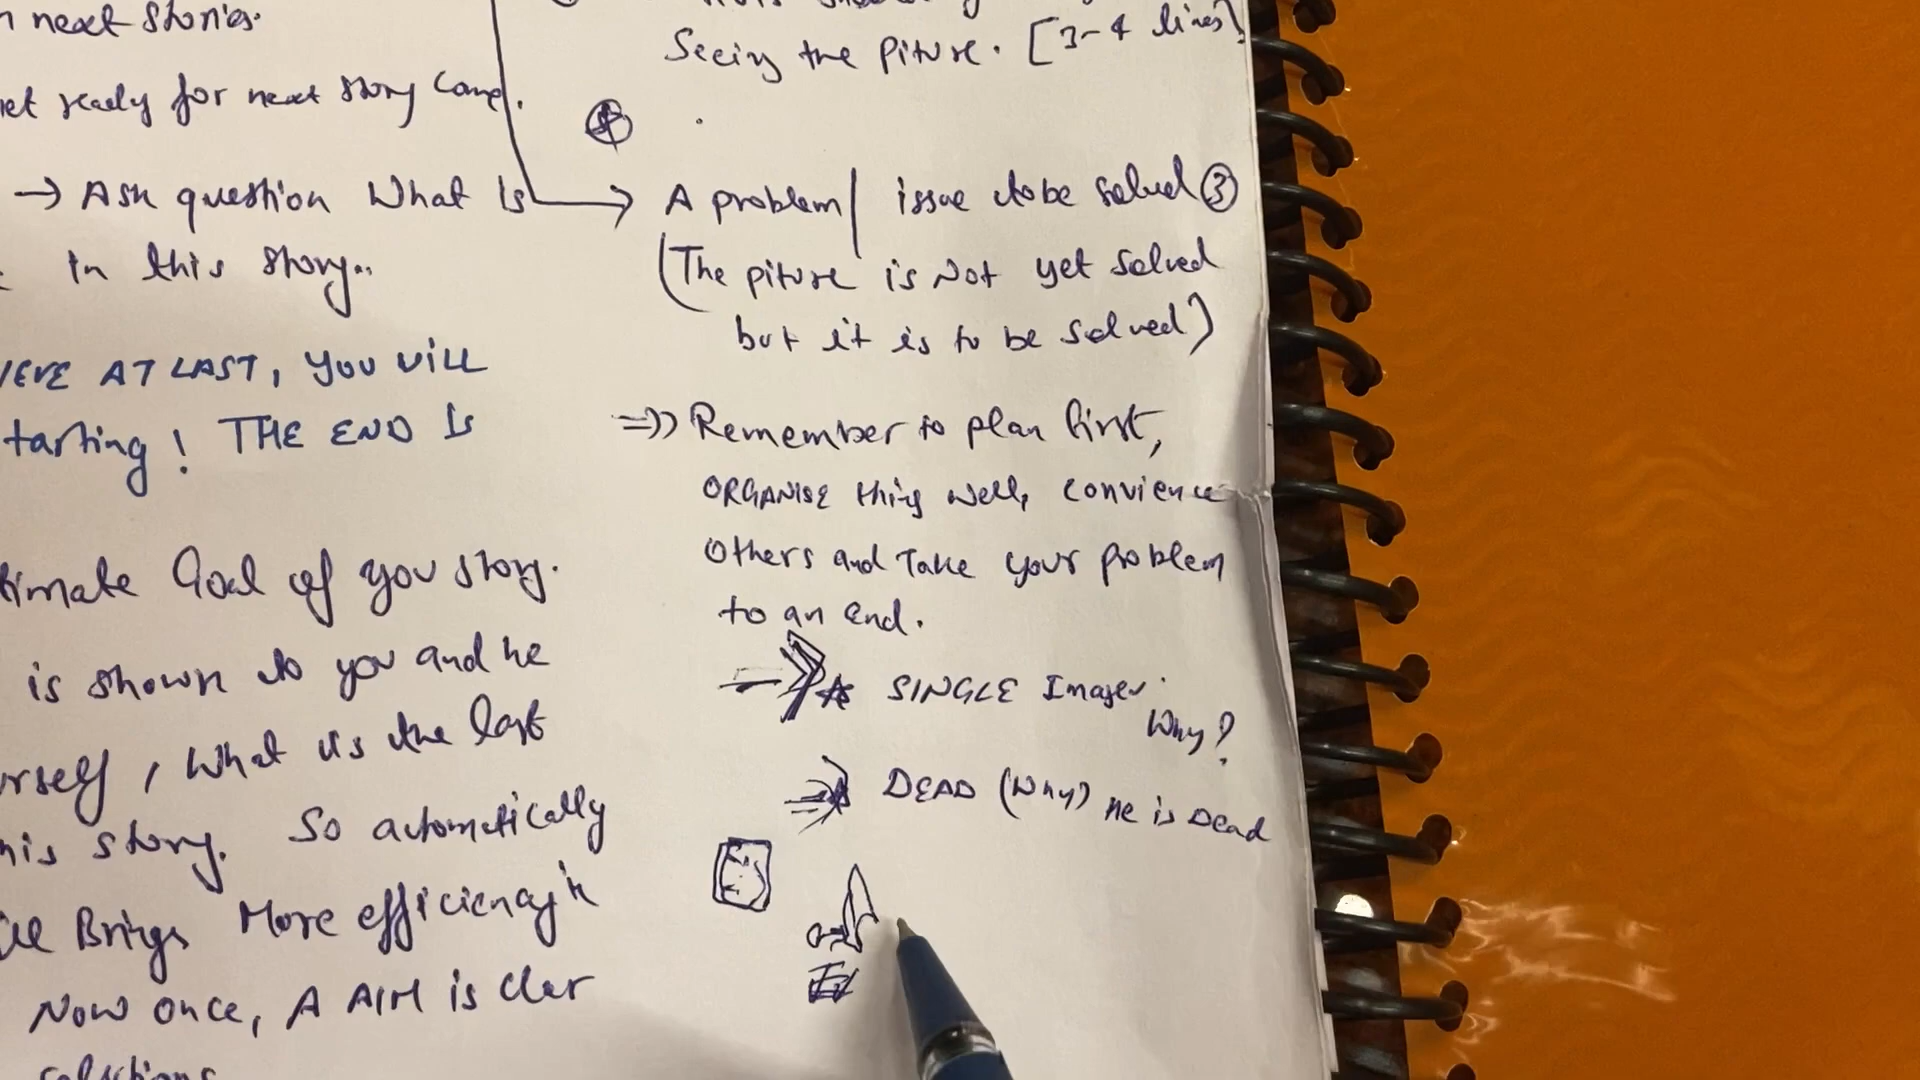 next stories.
ready for next story
→ Ask question What is
in this story..
AT LAST, YOU WILL
tarting! THE END IS
timate Goal of you story.
is shown to you and he
rself, What is the last
his story. So automatically
Brings More efficiency in
Now once, A AIM is cler
Seeing the piture. [3-4 lines]
→ A problem/ issue to be solved ③
(The piture is Not yet solved
but it is to be solved)
⇒ Remember to plan first,
ORGANISE thing well, convience
others and Take your problem
to an end.
SINGLE Image.
Why?
DEAD (Why) He is Dead